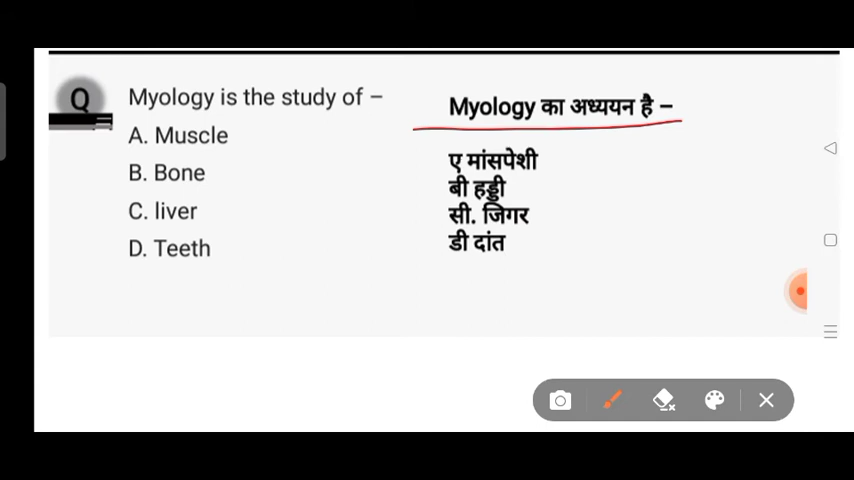 Q
Myology is the study of –
A. Muscle
B. Bone
C. liver
D. Teeth
Myology का अध्ययन है –
ए मांसपेशी
बी हड्डी
सी. जिगर
डी दांत